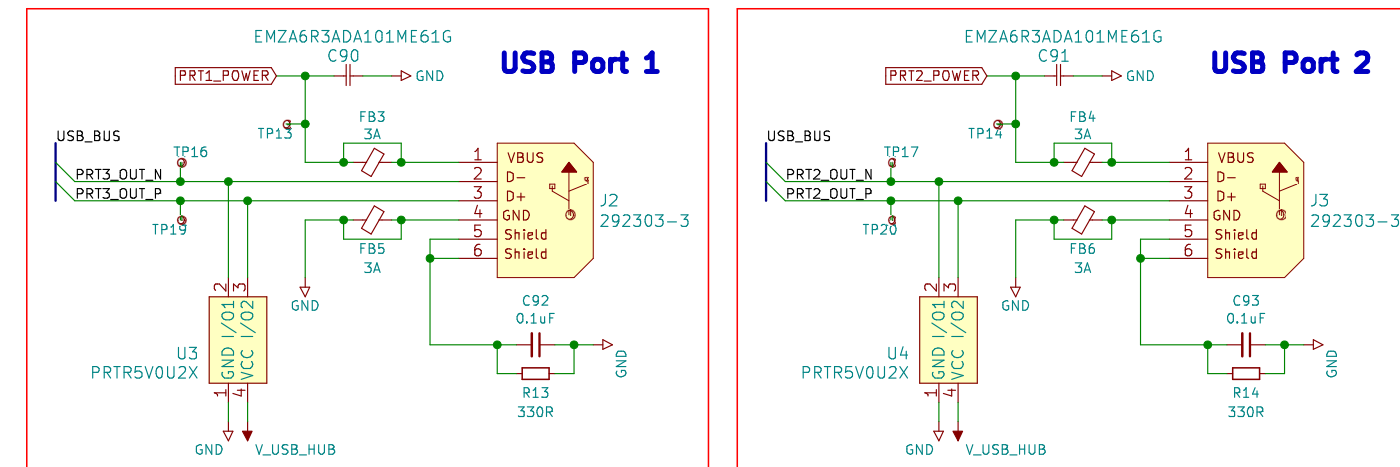 EMZA6R3ADA101ME61G
C90
USB Port 1
PRT1_POWER
GND
FB3
3A
TP13
USB_BUS
TP16
PRT3_OUT_N
PRT3_OUT_P
TP19
1 VBUS
2 D-
3 D+
4 GND
5 Shield
6 Shield
J2
292303-3
FB5
3A
GND
2 3
I/O1 I/O2
GND VCC
1 4
U3
PRTR5V0U2X
GND
V_USB_HUB
C92
0.1uF
GND
R13
330R
EMZA6R3ADA101ME61G
C91
USB Port 2
PRT2_POWER
GND
FB4
3A
TP14
USB_BUS
TP17
PRT2_OUT_N
PRT2_OUT_P
TP20
1 VBUS
2 D-
3 D+
4 GND
5 Shield
6 Shield
J3
292303-3
FB6
3A
GND
2 3
I/O1 I/O2
GND VCC
1 4
U4
PRTR5V0U2X
GND
V_USB_HUB
C93
0.1uF
GND
R14
330R